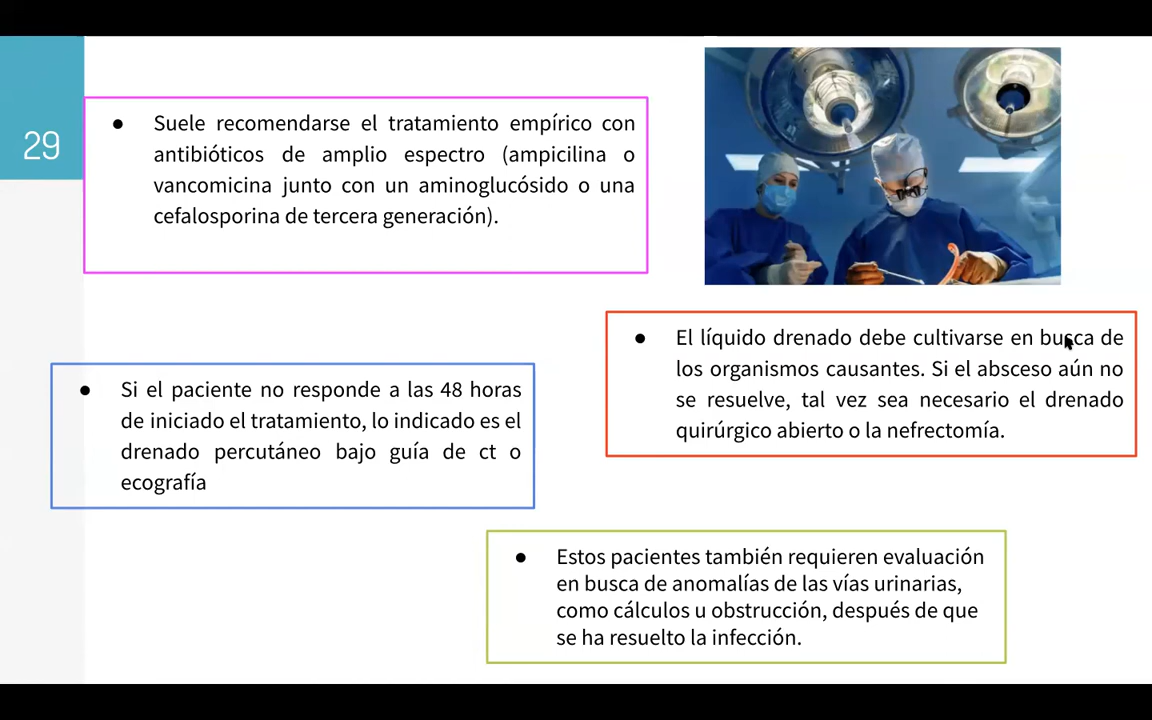 29
● Suele recomendarse el tratamiento empírico con
antibióticos de amplio espectro (ampicilina o
vancomicina junto con un aminoglucósido o una
cefalosporina de tercera generación).
● Si el paciente no responde a las 48 horas
de iniciado el tratamiento, lo indicado es el
drenado percutáneo bajo guía de ct o
ecografía
● El líquido drenado debe cultivarse en busca de
los organismos causantes. Si el absceso aún no
se resuelve, tal vez sea necesario el drenado
quirúrgico abierto o la nefrectomía.
● Estos pacientes también requieren evaluación
en busca de anomalías de las vías urinarias,
como cálculos u obstrucción, después de que
se ha resuelto la infección.